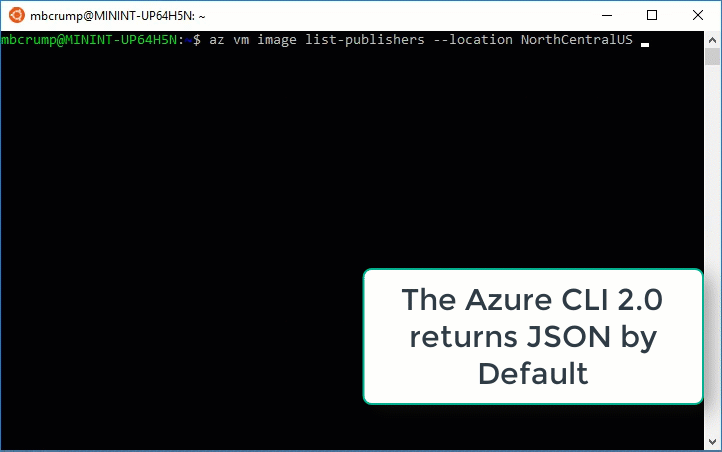 mbcrump@MININT-UP64H5N: ~
mbcrump@MININT-UP64H5N:~$ az vm image list-publishers --location NorthCentralUS
The Azure CLI 2.0
returns JSON by
Default